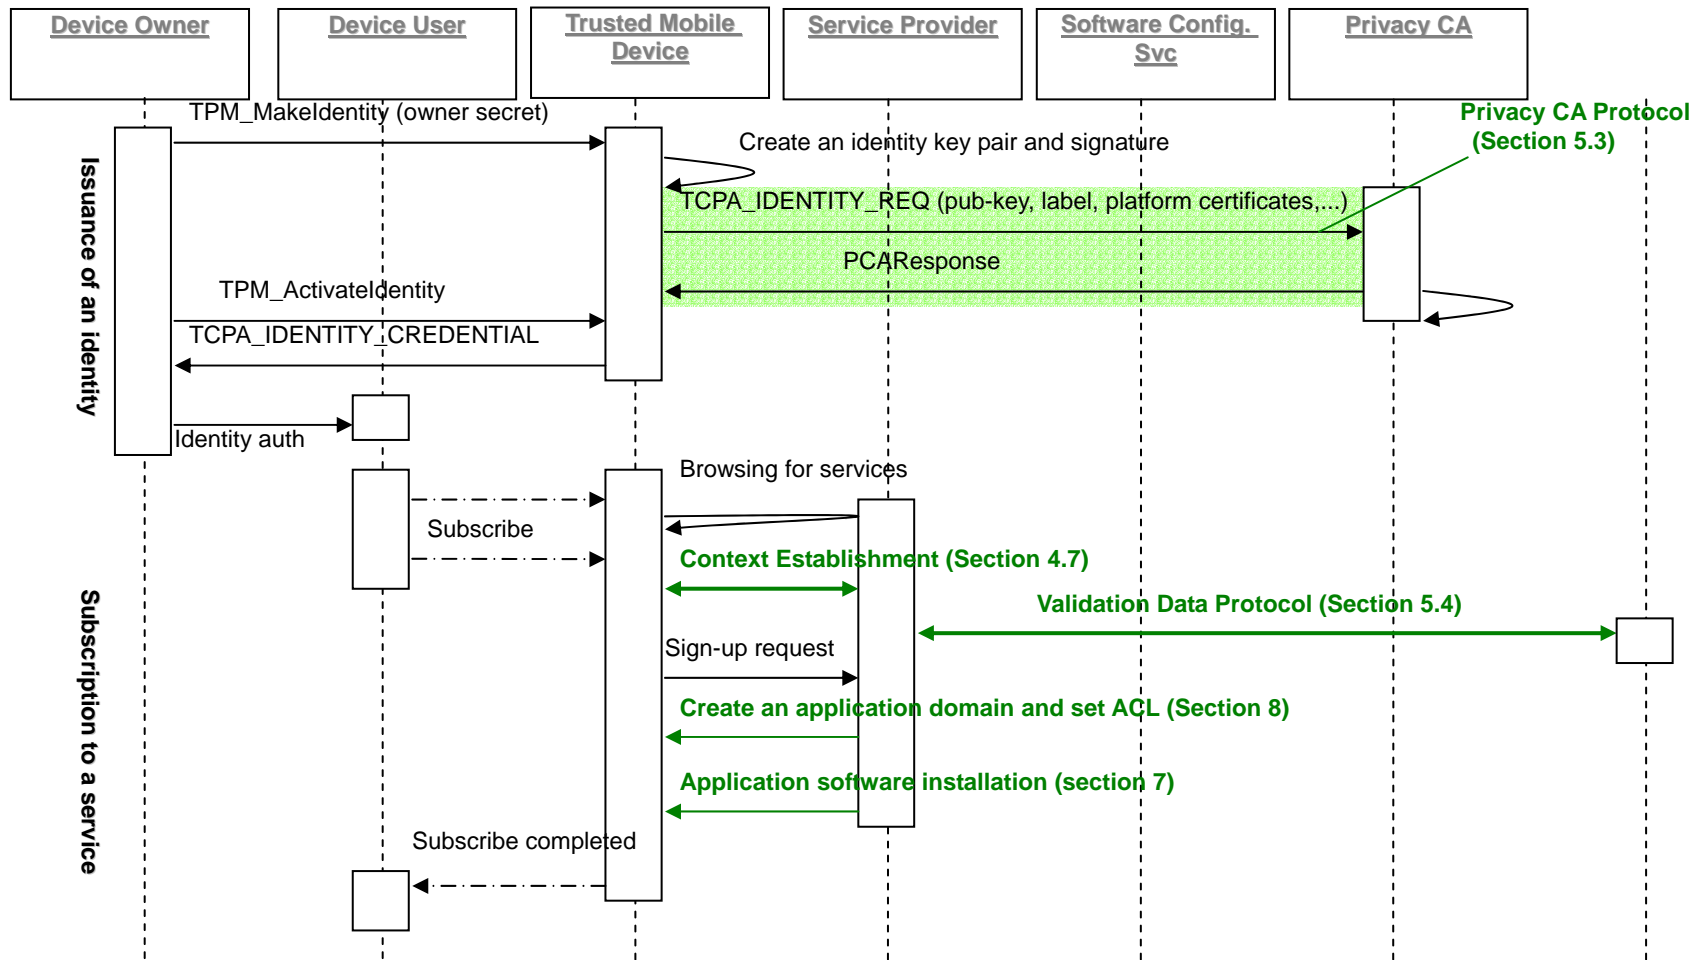 Device Owner
Device User
Trusted Mobile
Device
Service Provider
Software Config.
Svc
Privacy CA
TPM_MakeIdentity (owner secret)
Privacy CA Protocol
(Section 5.3)
Create an identity key pair and signature
Issuance of an identity
TCPA_IDENTITY_REQ (pub-key, label, platform certificates,...)
PCAResponse
TPM_ActivateIdentity
TCPA_IDENTITY_CREDENTIAL
Identity auth
Browsing for services
Subscribe
Context Establishment (Section 4.7)
Subscription to a service
Validation Data Protocol (Section 5.4)
Sign-up request
Create an application domain and set ACL (Section 8)
Application software installation (section 7)
Subscribe completed